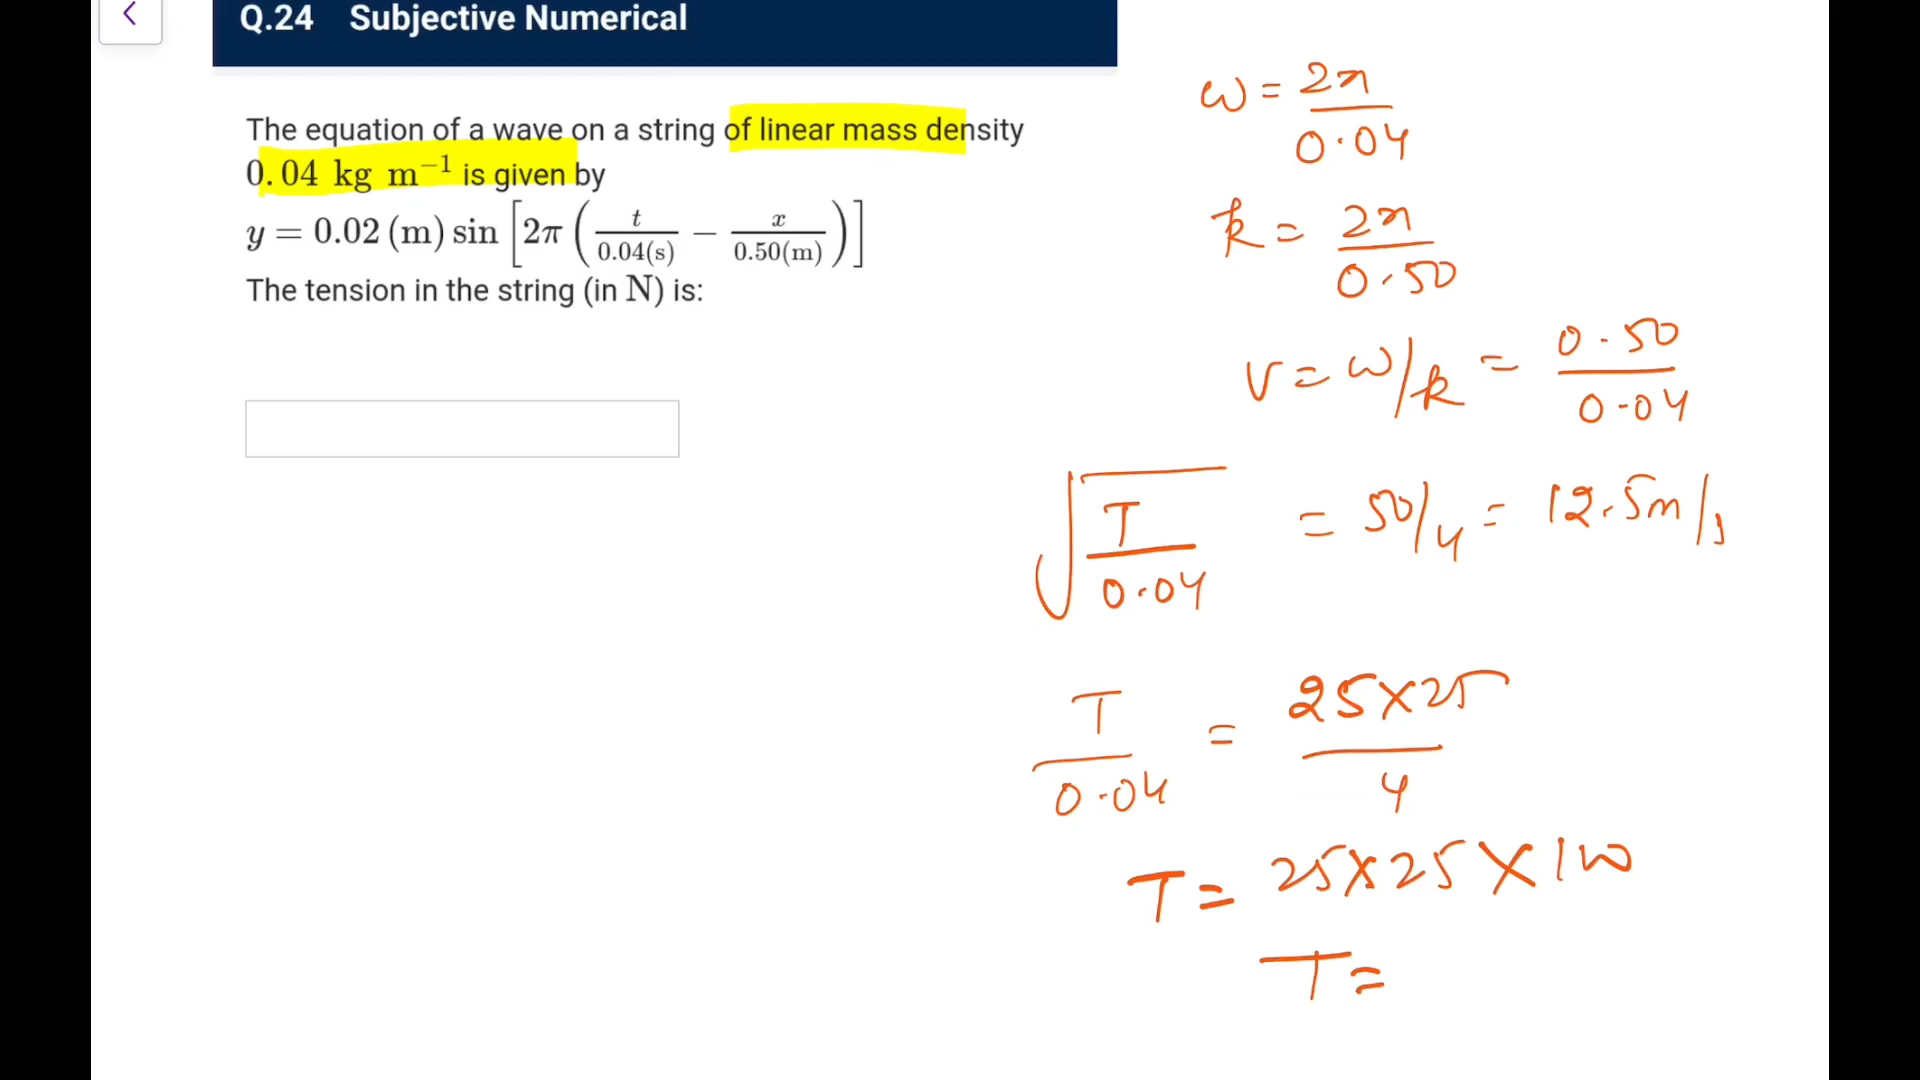 Q.24 Subjective Numerical
The equation of a wave on a string of linear mass density
0.04 kg m⁻¹ is given by
y = 0.02 (m) sin [2π (t/0.04(s) − x/0.50(m))]
The tension in the string (in N) is:
ω = 2π/0.04
k = 2π/0.50
v = ω/k = 0.50/0.04
√(T/0.04) = 50/4 = 12.5m/s
T/0.04 = 25×25/4
T = 25×25×100
T =